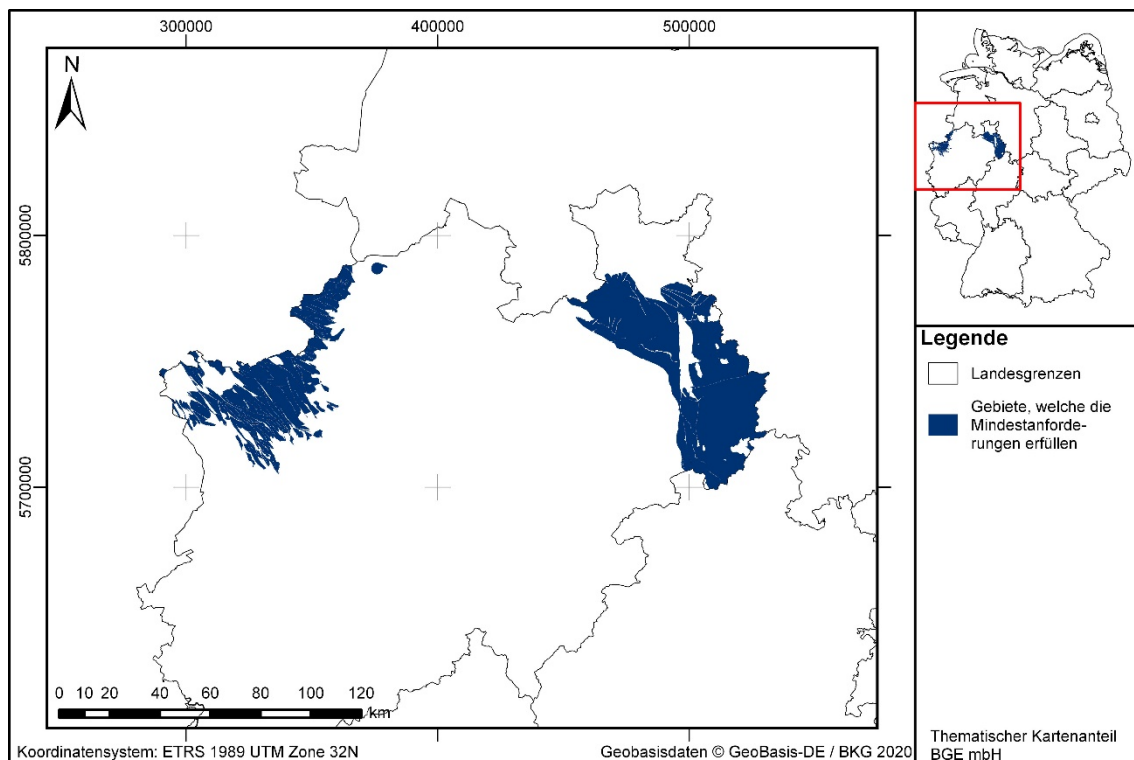 300000 400000 500000
N
5800000
5700000
0 10 20 40 60 80 100 120
km
Koordinatensystem: ETRS 1989 UTM Zone 32N
Geobasisdaten © GeoBasis-DE / BKG 2020
Legende
Landesgrenzen
Gebiete, welche die
Mindestanforde-
rungen erfüllen
Thematischer Kartenanteil
BGE mbH